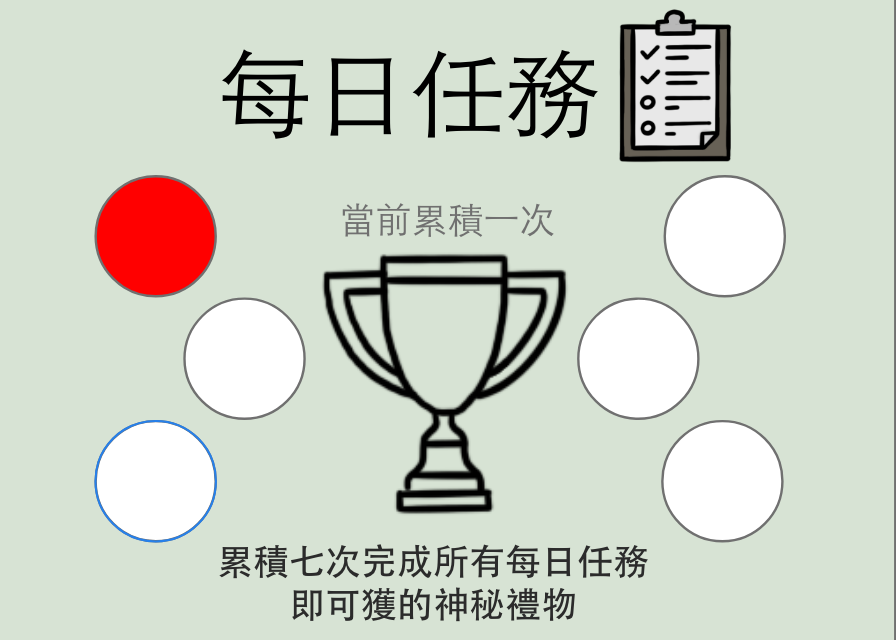 每日任務
當前累積一次
累積七次完成所有每日任務
即可獲的神秘禮物